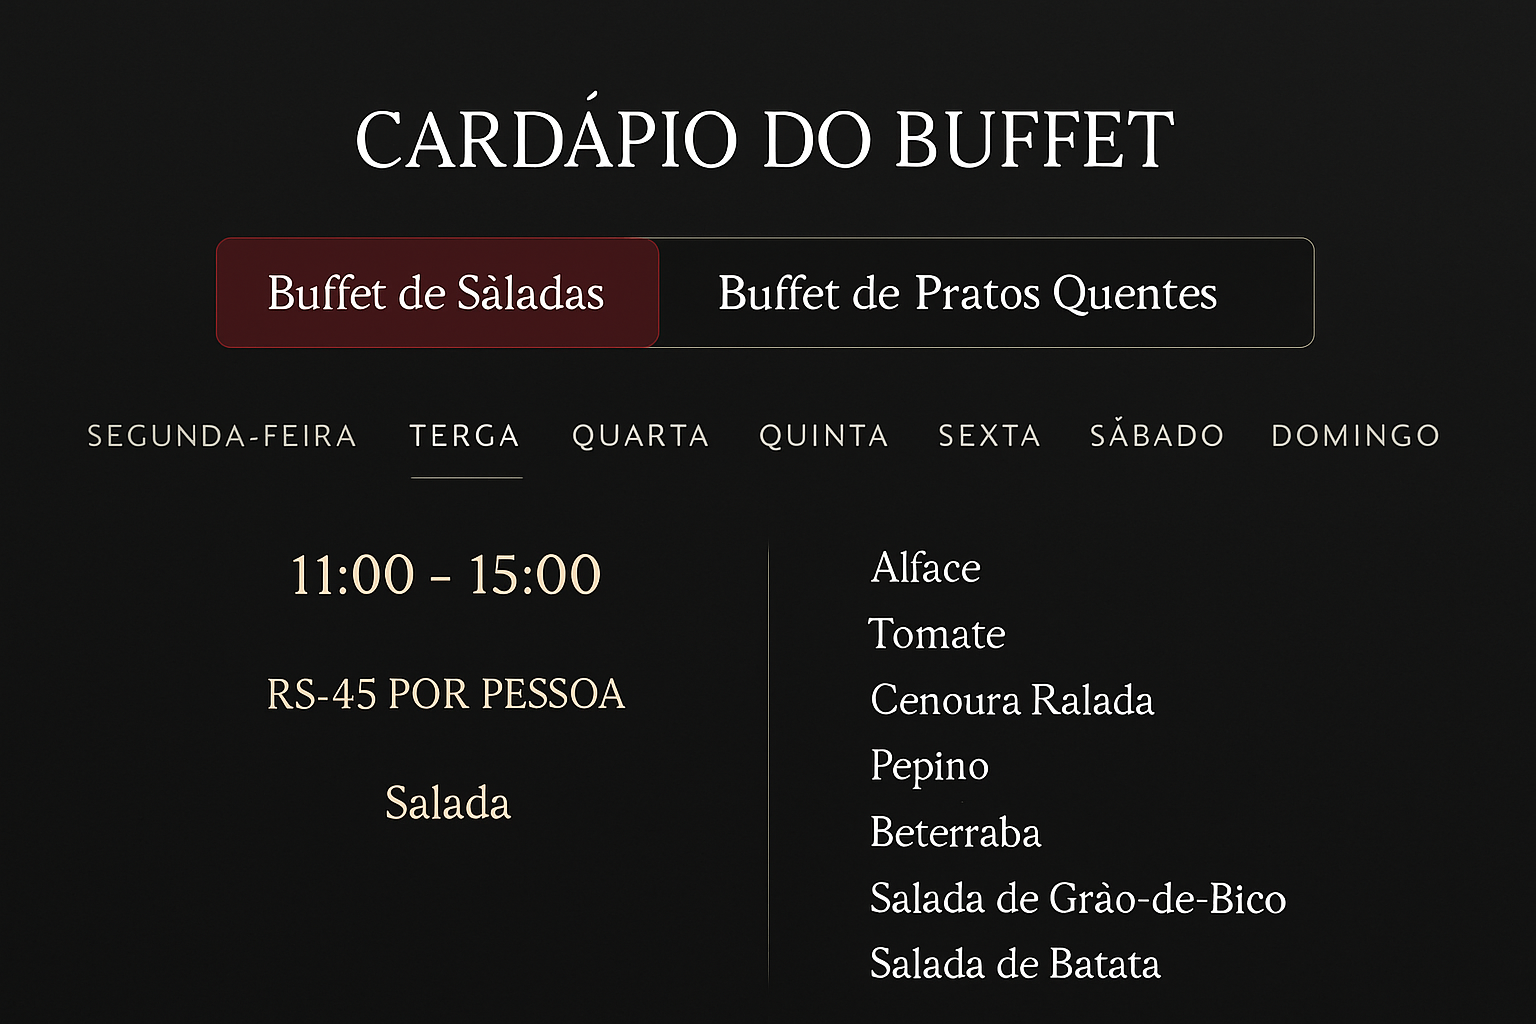 CARDÁPIO DO BUFFET
Buffet de Sàladas Buffet de Pratos Quentes
SEGUNDA-FEIRA TERGA QUARTA QUINTA SEXTA SǍBADO DOMINGO
11:00 – 15:00
RS-45 POR PESSOA
Salada
Alface
Tomate
Cenoura Ralada
Pepino
Beterraba
Salada de Grào-de-Bico
Salada de Batata